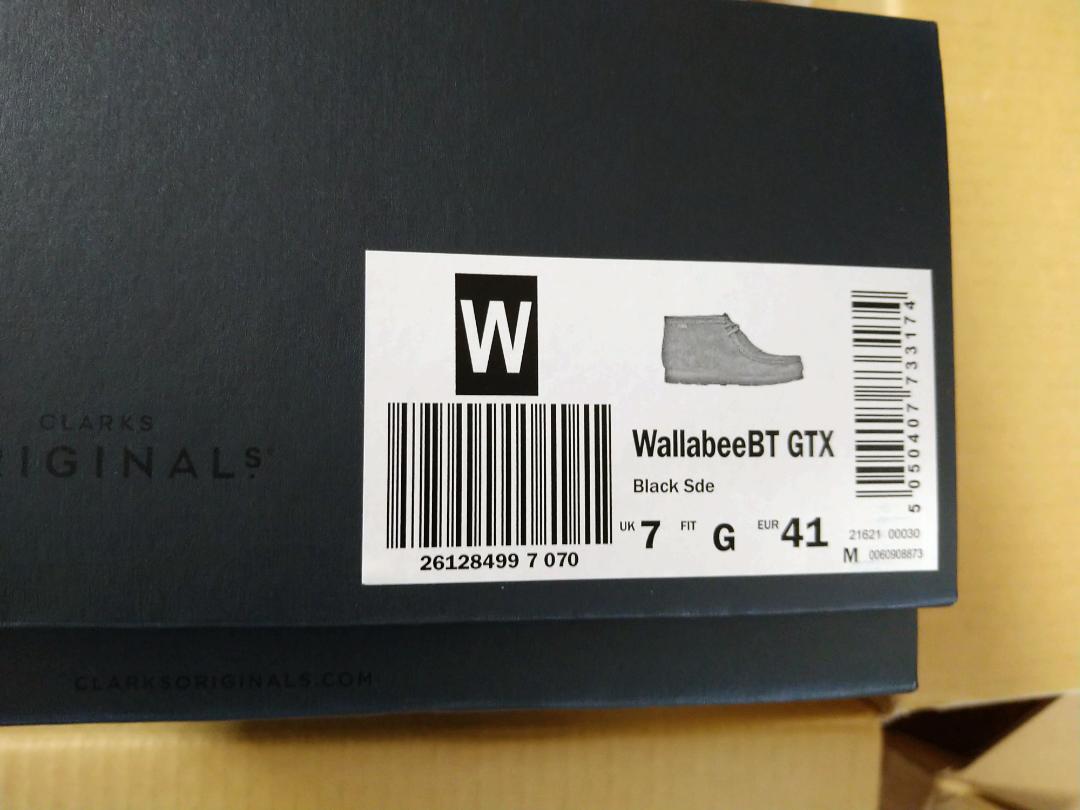 CLARKS
RIGINALS
CLARKSORIGINALS.COM
W
26128499 7 070
WallabeeBT GTX
Black Sde
UK 7 FIT G EUR 41
5 050407 733174
21621 00030
M 0060908873